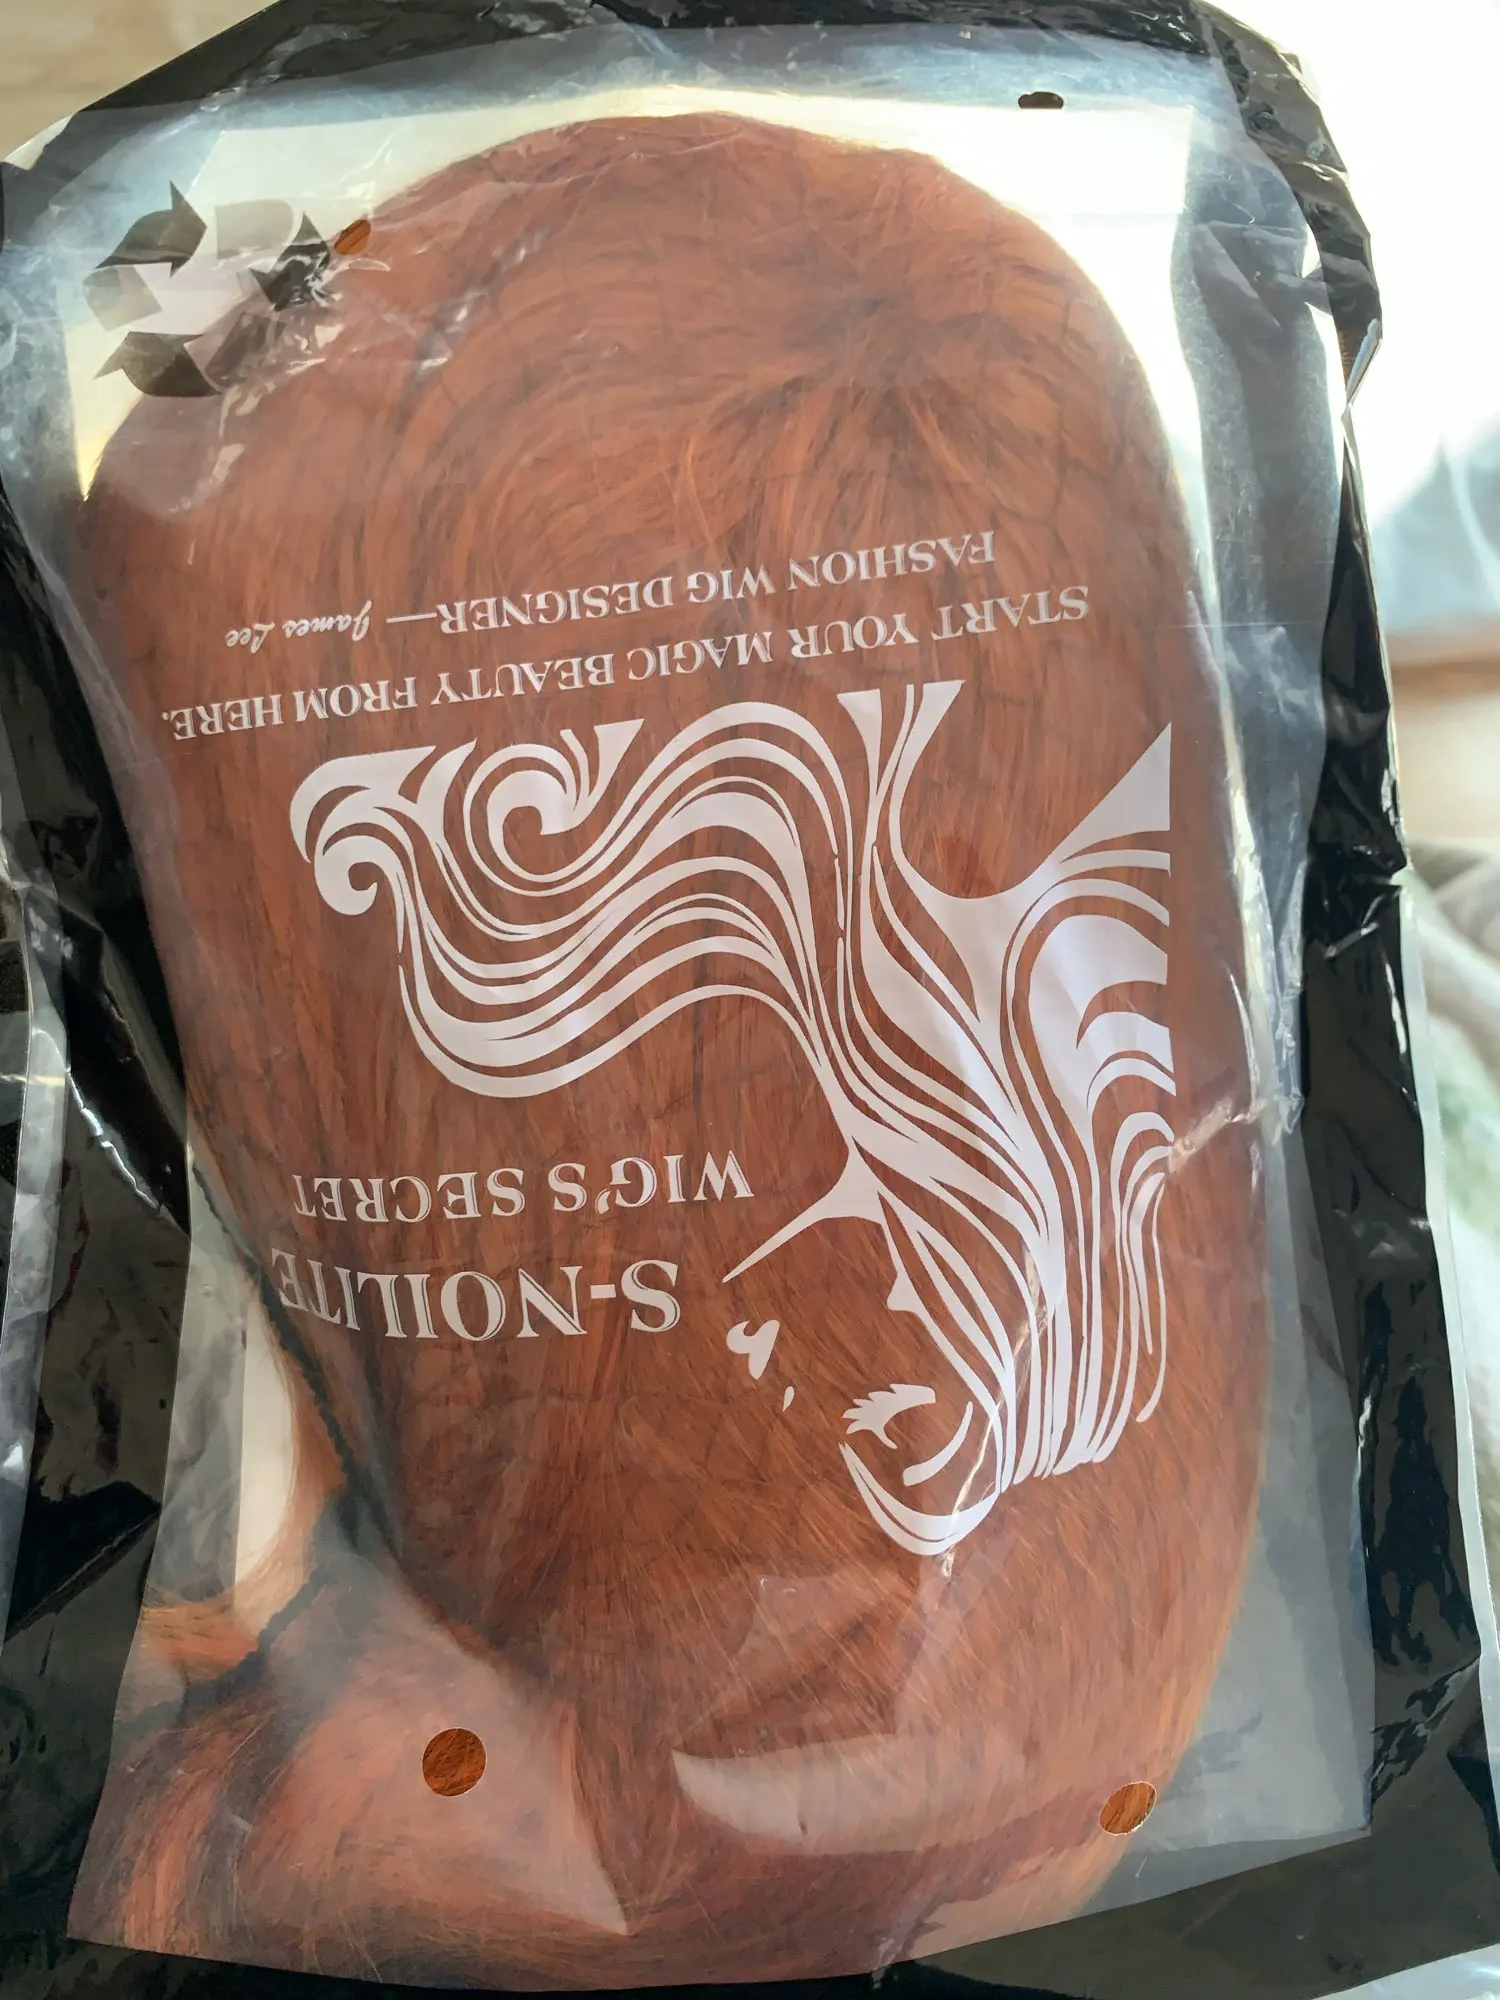 S-NOILITE
WIG'S SECRET
START YOUR MAGIC BEAUTY FROM HERE.
FASHION WIG DESIGNER— James Lee